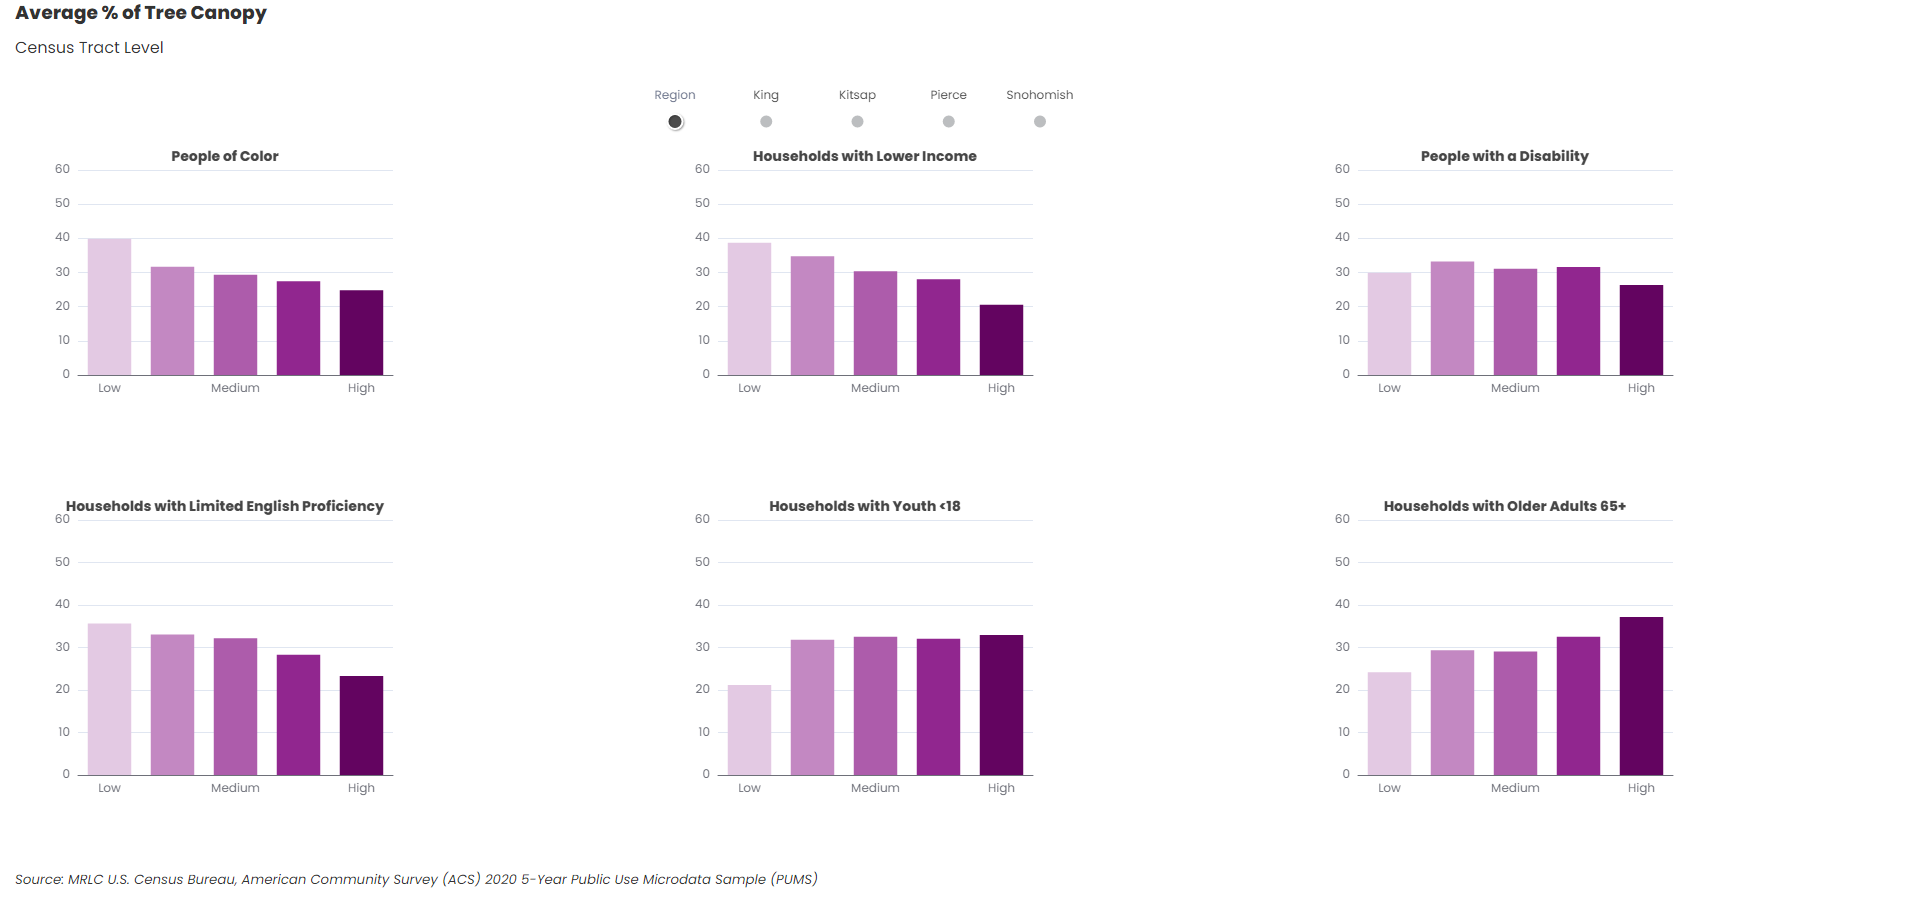 Average % of Tree Canopy
Census Tract Level
Region King Kitsap Pierce Snohomish
People of Color
60
50
40
30
20
10
0
Low Medium High
Households with Lower Income
60
50
40
30
20
10
0
Low Medium High
People with a Disability
60
50
40
30
20
10
0
Low Medium High
Households with Limited English Proficiency
60
50
40
30
20
10
0
Low Medium High
Households with Youth <18
60
50
40
30
20
10
0
Low Medium High
Households with Older Adults 65+
60
50
40
30
20
10
0
Low Medium High
Source: MRLC U.S. Census Bureau, American Community Survey (ACS) 2020 5-Year Public Use Microdata Sample (PUMS)